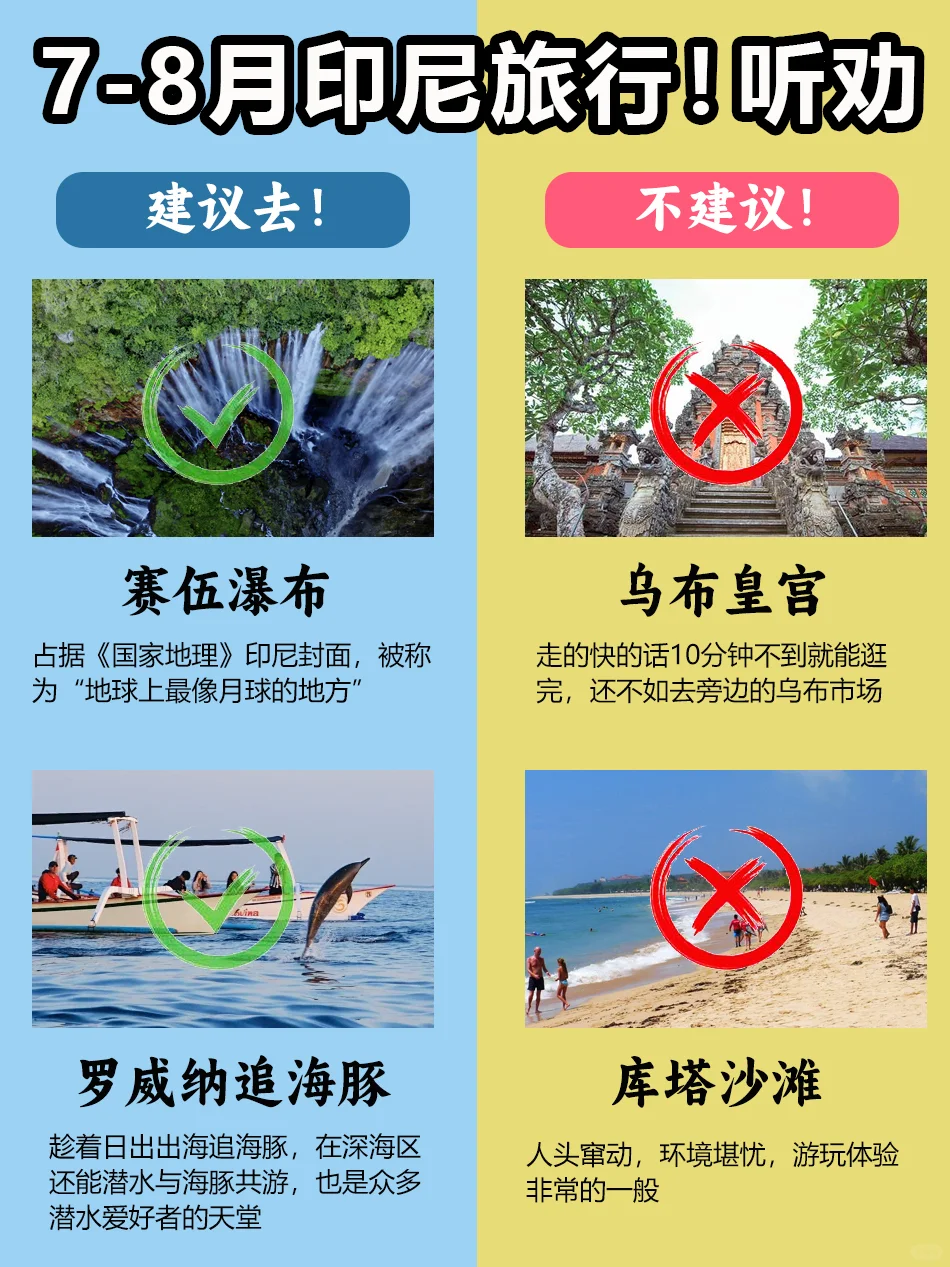 7-8月印尼旅行！听劝
建议去！
不建议！
赛伍瀑布
占据《国家地理》印尼封面，被称
为“地球上最像月球的地方”
乌布皇宫
走的快的话10分钟不到就能逛
完，还不如去旁边的乌布市场
罗威纳追海豚
趁着日出出海追海豚，在深海区
还能潜水与海豚共游，也是众多
潜水爱好者的天堂
库塔沙滩
人头窜动，环境堪忧，游玩体验
非常的一般